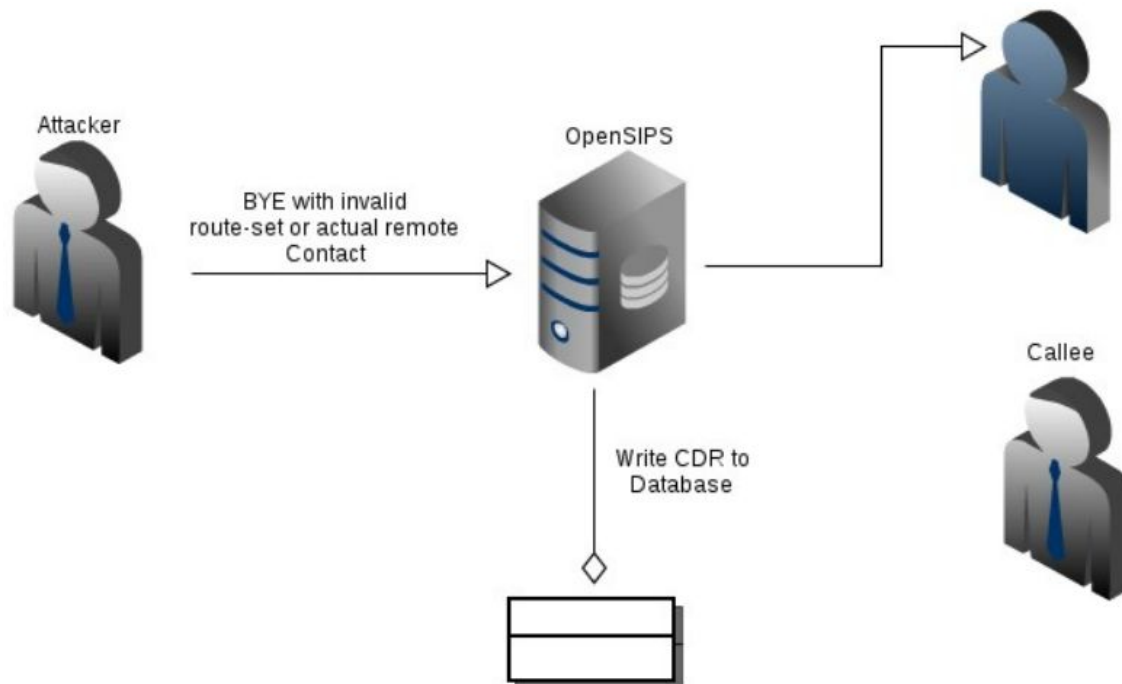 Attacker
BYE with invalid
route-set or actual remote
Contact
OpenSIPS
Callee
Write CDR to
Database